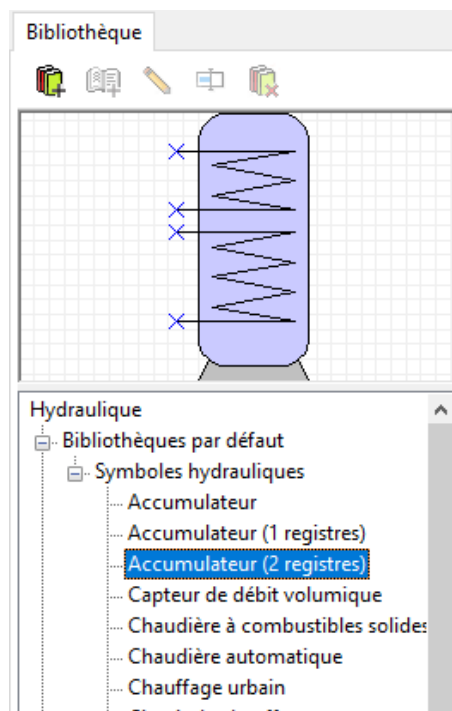 Bibliothèque
Hydraulique
Bibliothèques par défaut
Symboles hydrauliques
Accumulateur
Accumulateur (1 registres)
Accumulateur (2 registres)
Capteur de débit volumique
Chaudière à combustibles solides
Chaudière automatique
Chauffage urbain